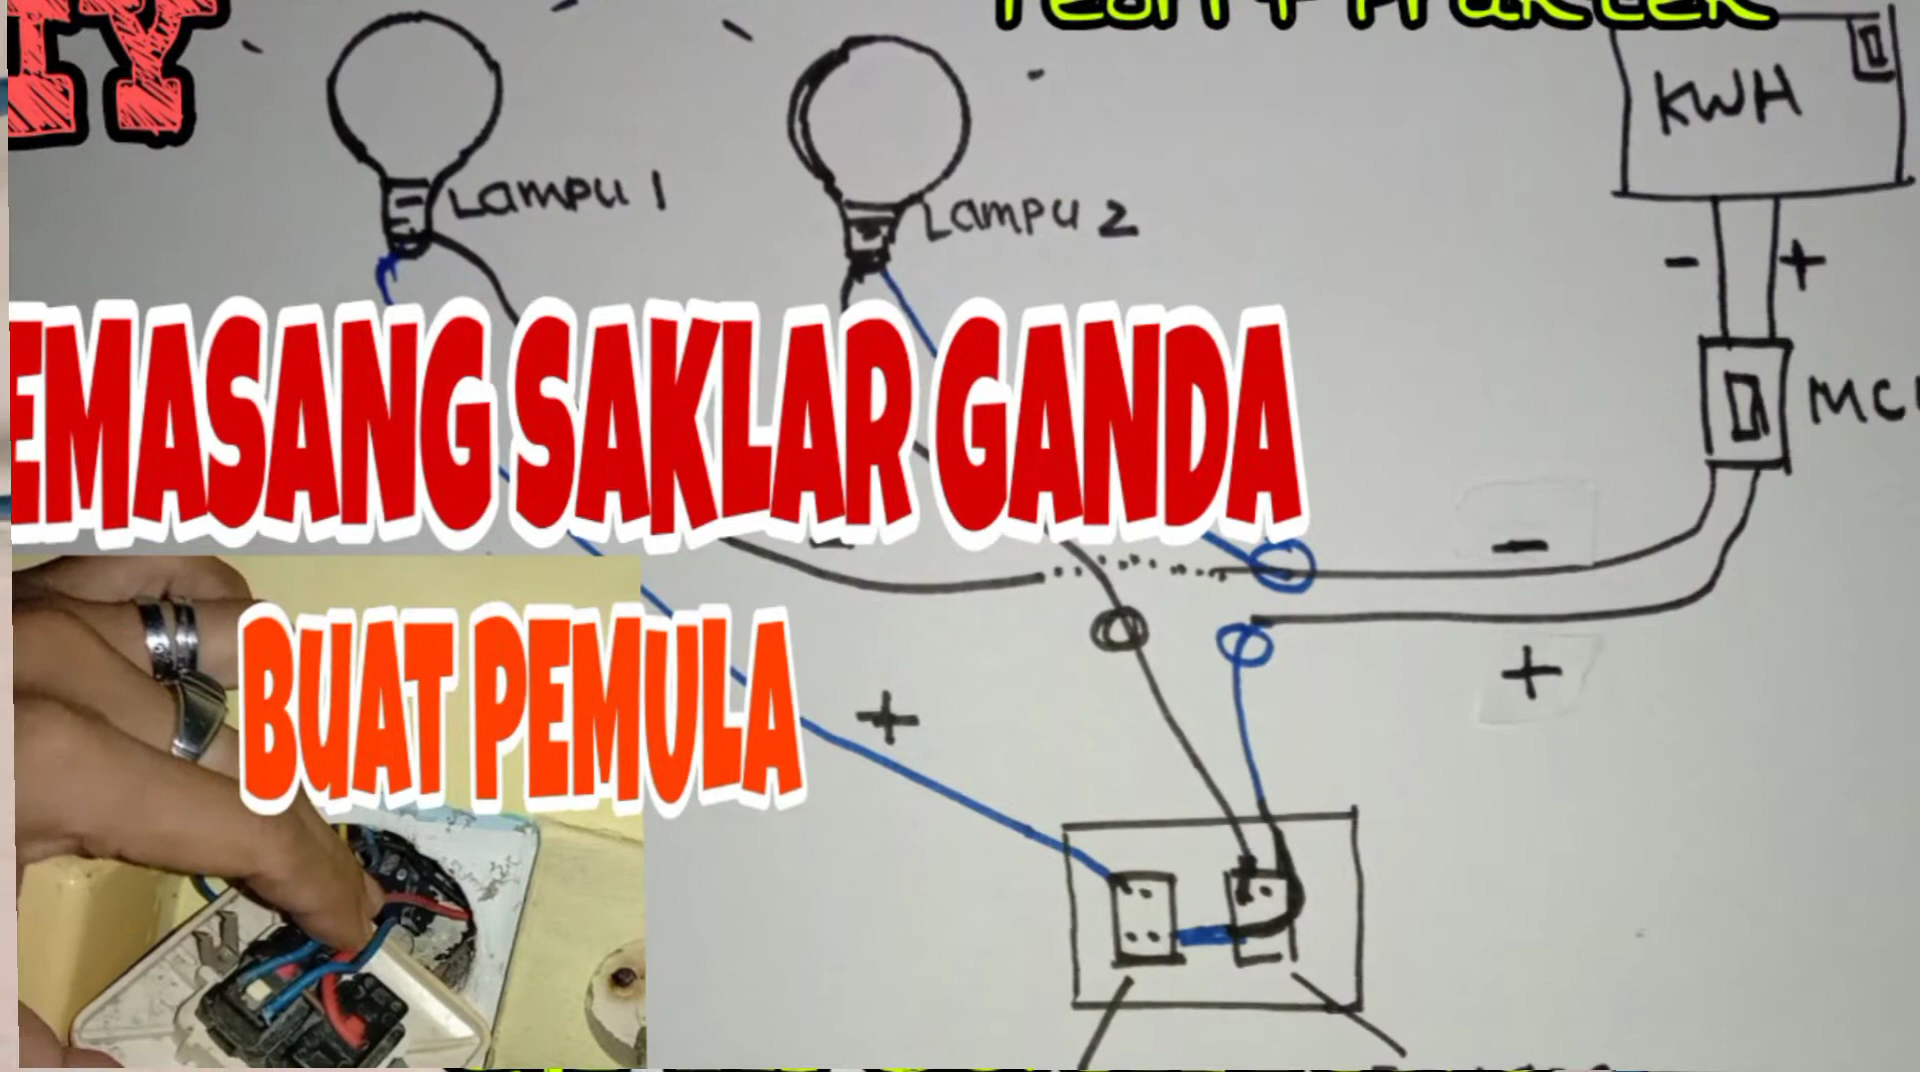 KWH
Lampu 1
Lampu 2
- +
EMASANG SAKLAR GANDA
-
BUAT PEMULA
+
+